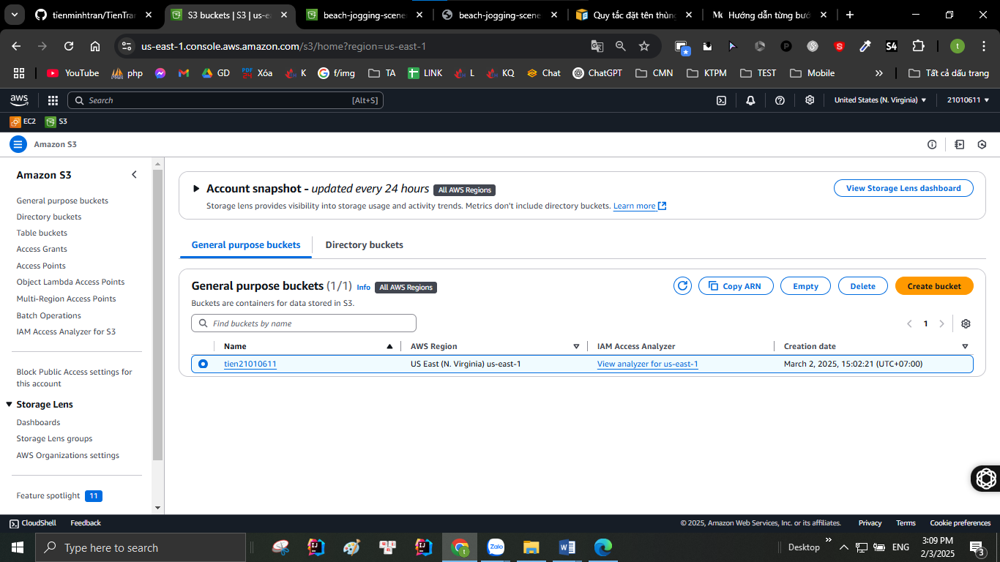 tienminhtran/TienTran
S3 buckets | S3 | us-ea
beach-jogging-scene
beach-jogging-scene
Quy tắc đặt tên thùn
Hướng dẫn từng bướ
us-east-1.console.aws.amazon.com/s3/home?region=us-east-1
YouTube
php
GD
Xóa
K
f/img
TA
LINK
L
KQ
Chat
ChatGPT
CMN
KTPM
TEST
Mobile
Tất cả dấu trang
aws
Search
[Alt+S]
United States (N. Virginia)
21010611
EC2
S3
Amazon S3
Amazon S3
General purpose buckets
Directory buckets
Table buckets
Access Grants
Access Points
Object Lambda Access Points
Multi-Region Access Points
Batch Operations
IAM Access Analyzer for S3
Block Public Access settings for
this account
Storage Lens
Dashboards
Storage Lens groups
AWS Organizations settings
Feature spotlight 11
Account snapshot - updated every 24 hours All AWS Regions
View Storage Lens dashboard
Storage lens provides visibility into storage usage and activity trends. Metrics don't include directory buckets. Learn more
General purpose buckets
Directory buckets
General purpose buckets (1/1) Info All AWS Regions
Copy ARN
Empty
Delete
Create bucket
Buckets are containers for data stored in S3.
Find buckets by name
1
Name
AWS Region
IAM Access Analyzer
Creation date
tien21010611
US East (N. Virginia) us-east-1
View analyzer for us-east-1
March 2, 2025, 15:02:21 (UTC+07:00)
CloudShell
Feedback
© 2025, Amazon Web Services, Inc. or its affiliates.
Privacy
Terms
Cookie preferences
Type here to search
Desktop
ENG
3:09 PM
2/3/2025
3